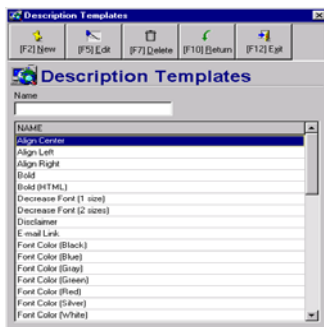 Description Templates
[F2] New [F5] Edit [F7] Delete [F10] Return [F12] Exit
Description Templates
Name
NAME
Align Center
Align Left
Align Right
Bold
Bold (HTML)
Decrease Font (1 size)
Decrease Font (2 sizes)
Disclaimer
E-mail Link
Font Color (Black)
Font Color (Blue)
Font Color (Gray)
Font Color (Green)
Font Color (Red)
Font Color (Silver)
Font Color (White)